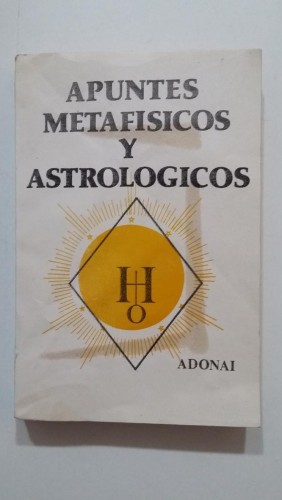 APUNTES
METAFISICOS
Y
ASTROLOGICOS
H
O
ADONAI